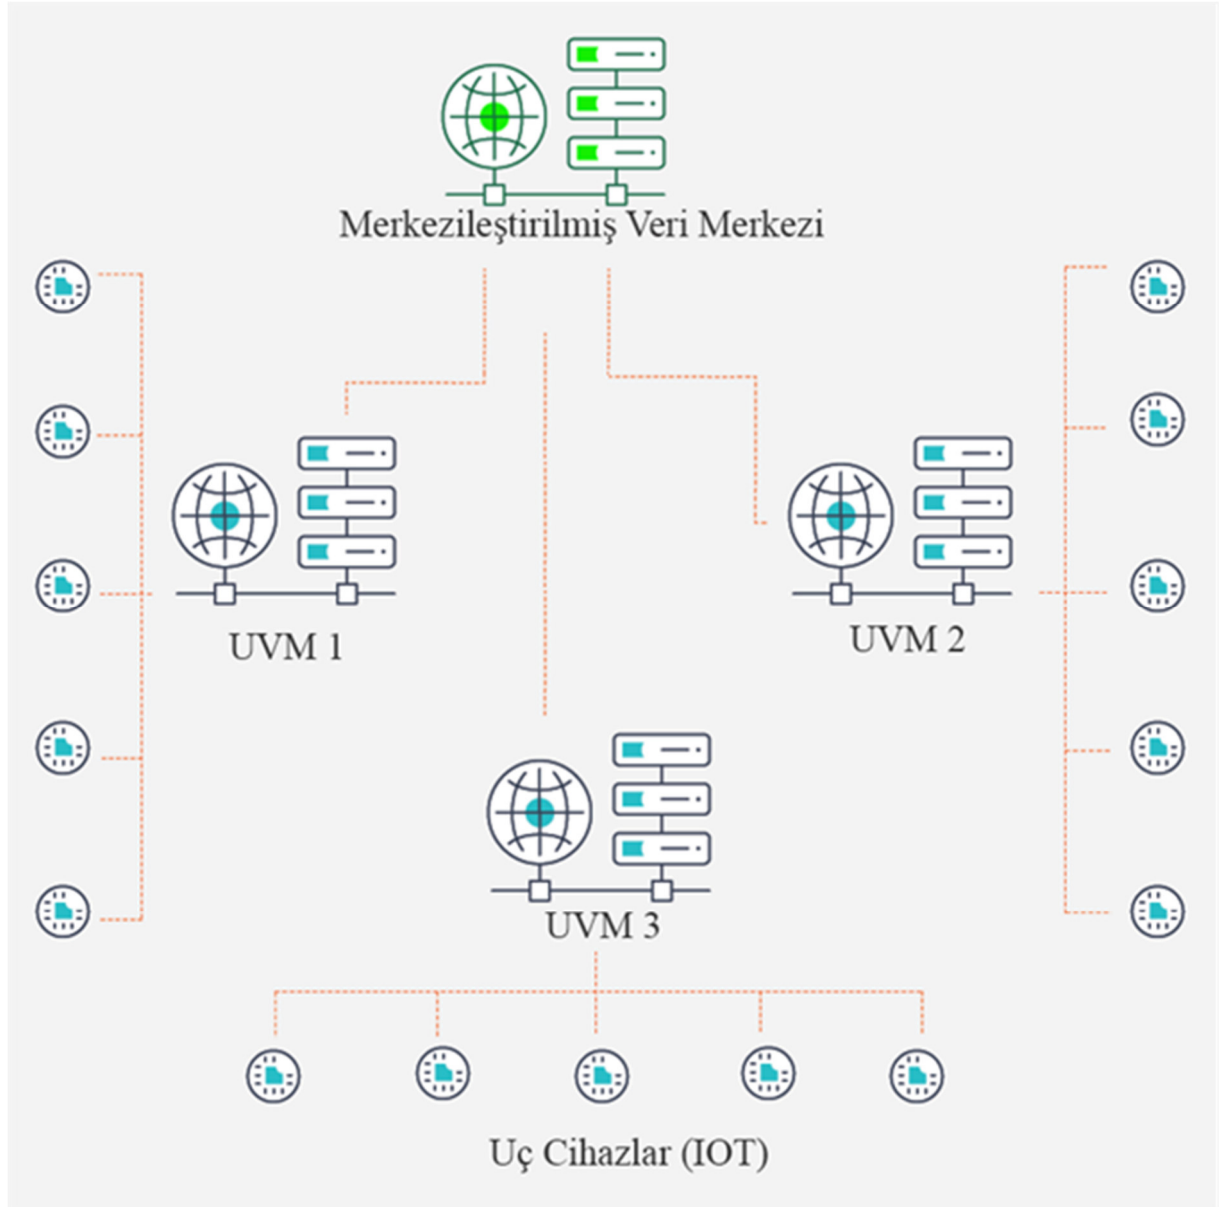 Merkezileştirilmiş Veri Merkezi
UVM 1
UVM 2
UVM 3
Uç Cihazlar (IOT)